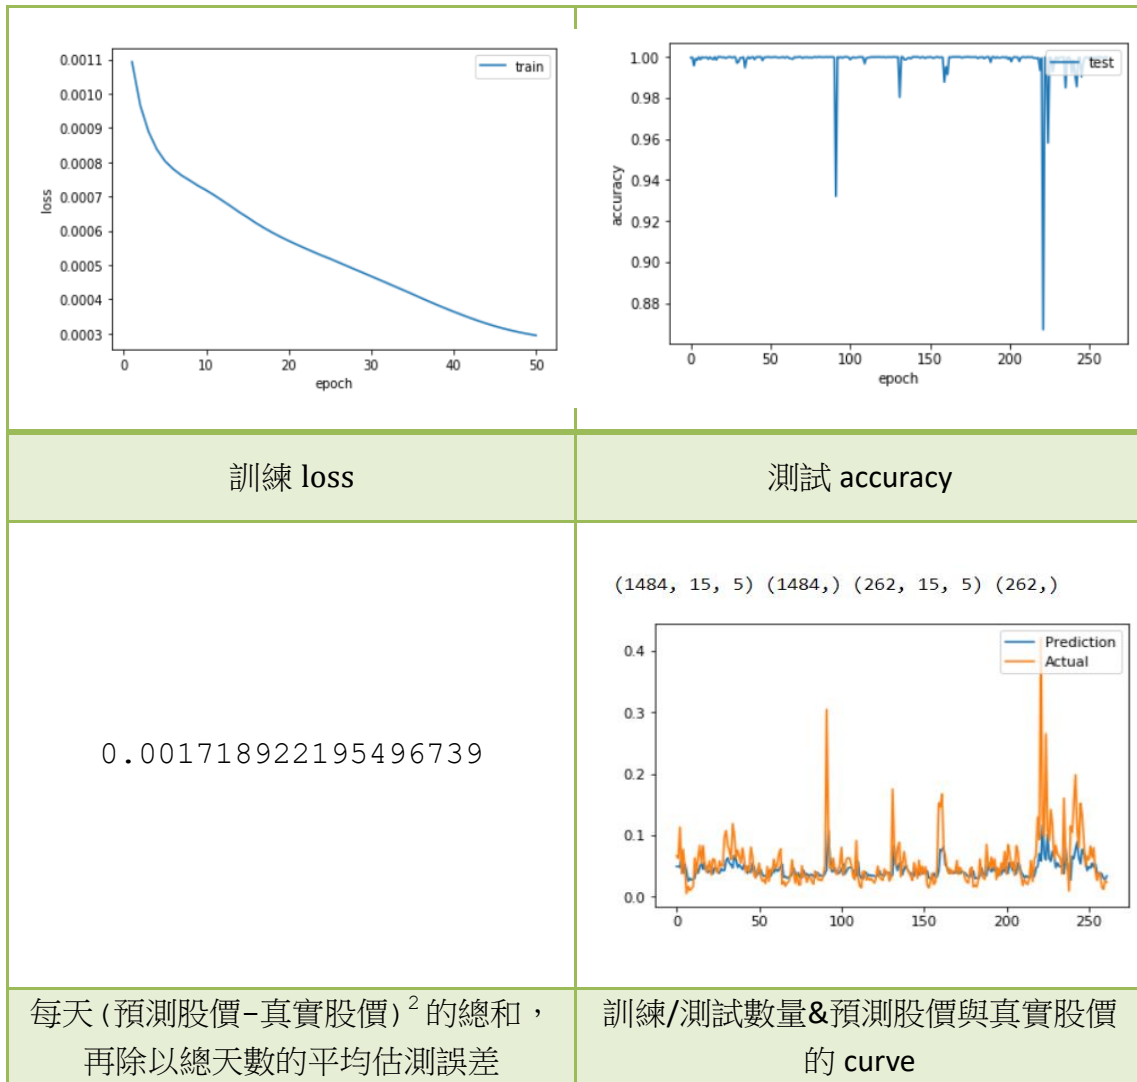 train
0.0011
0.0010
0.0009
0.0008
0.0007
0.0006
0.0005
0.0004
0.0003
loss
0 10 20 30 40 50
epoch
test
1.00
0.98
0.96
0.94
0.92
0.90
0.88
accuracy
0 50 100 150 200 250
epoch
訓練 loss
測試 accuracy
0.001718922195496739
(1484, 15, 5) (1484,) (262, 15, 5) (262,)
Prediction
Actual
0.4
0.3
0.2
0.1
0.0
0 50 100 150 200 250
每天(預測股價-真實股價)²的總和，
再除以總天數的平均估測誤差
訓練/測試數量&預測股價與真實股價
的 curve